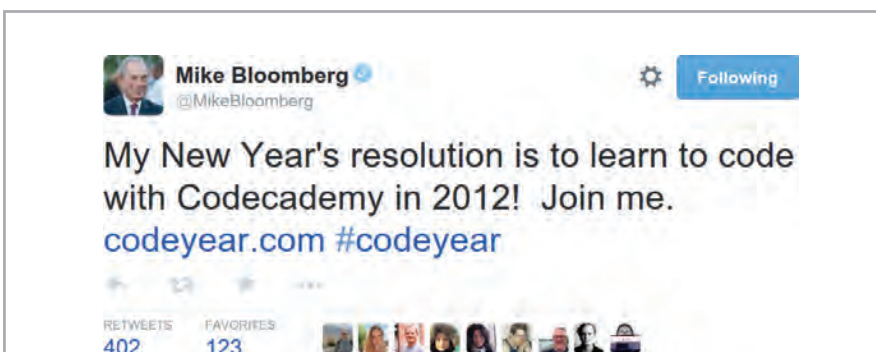 Mike Bloomberg
@MikeBloomberg
Following
My New Year's resolution is to learn to code
with Codecademy in 2012! Join me.
codeyear.com #codeyear
RETWEETS FAVORITES
402 123